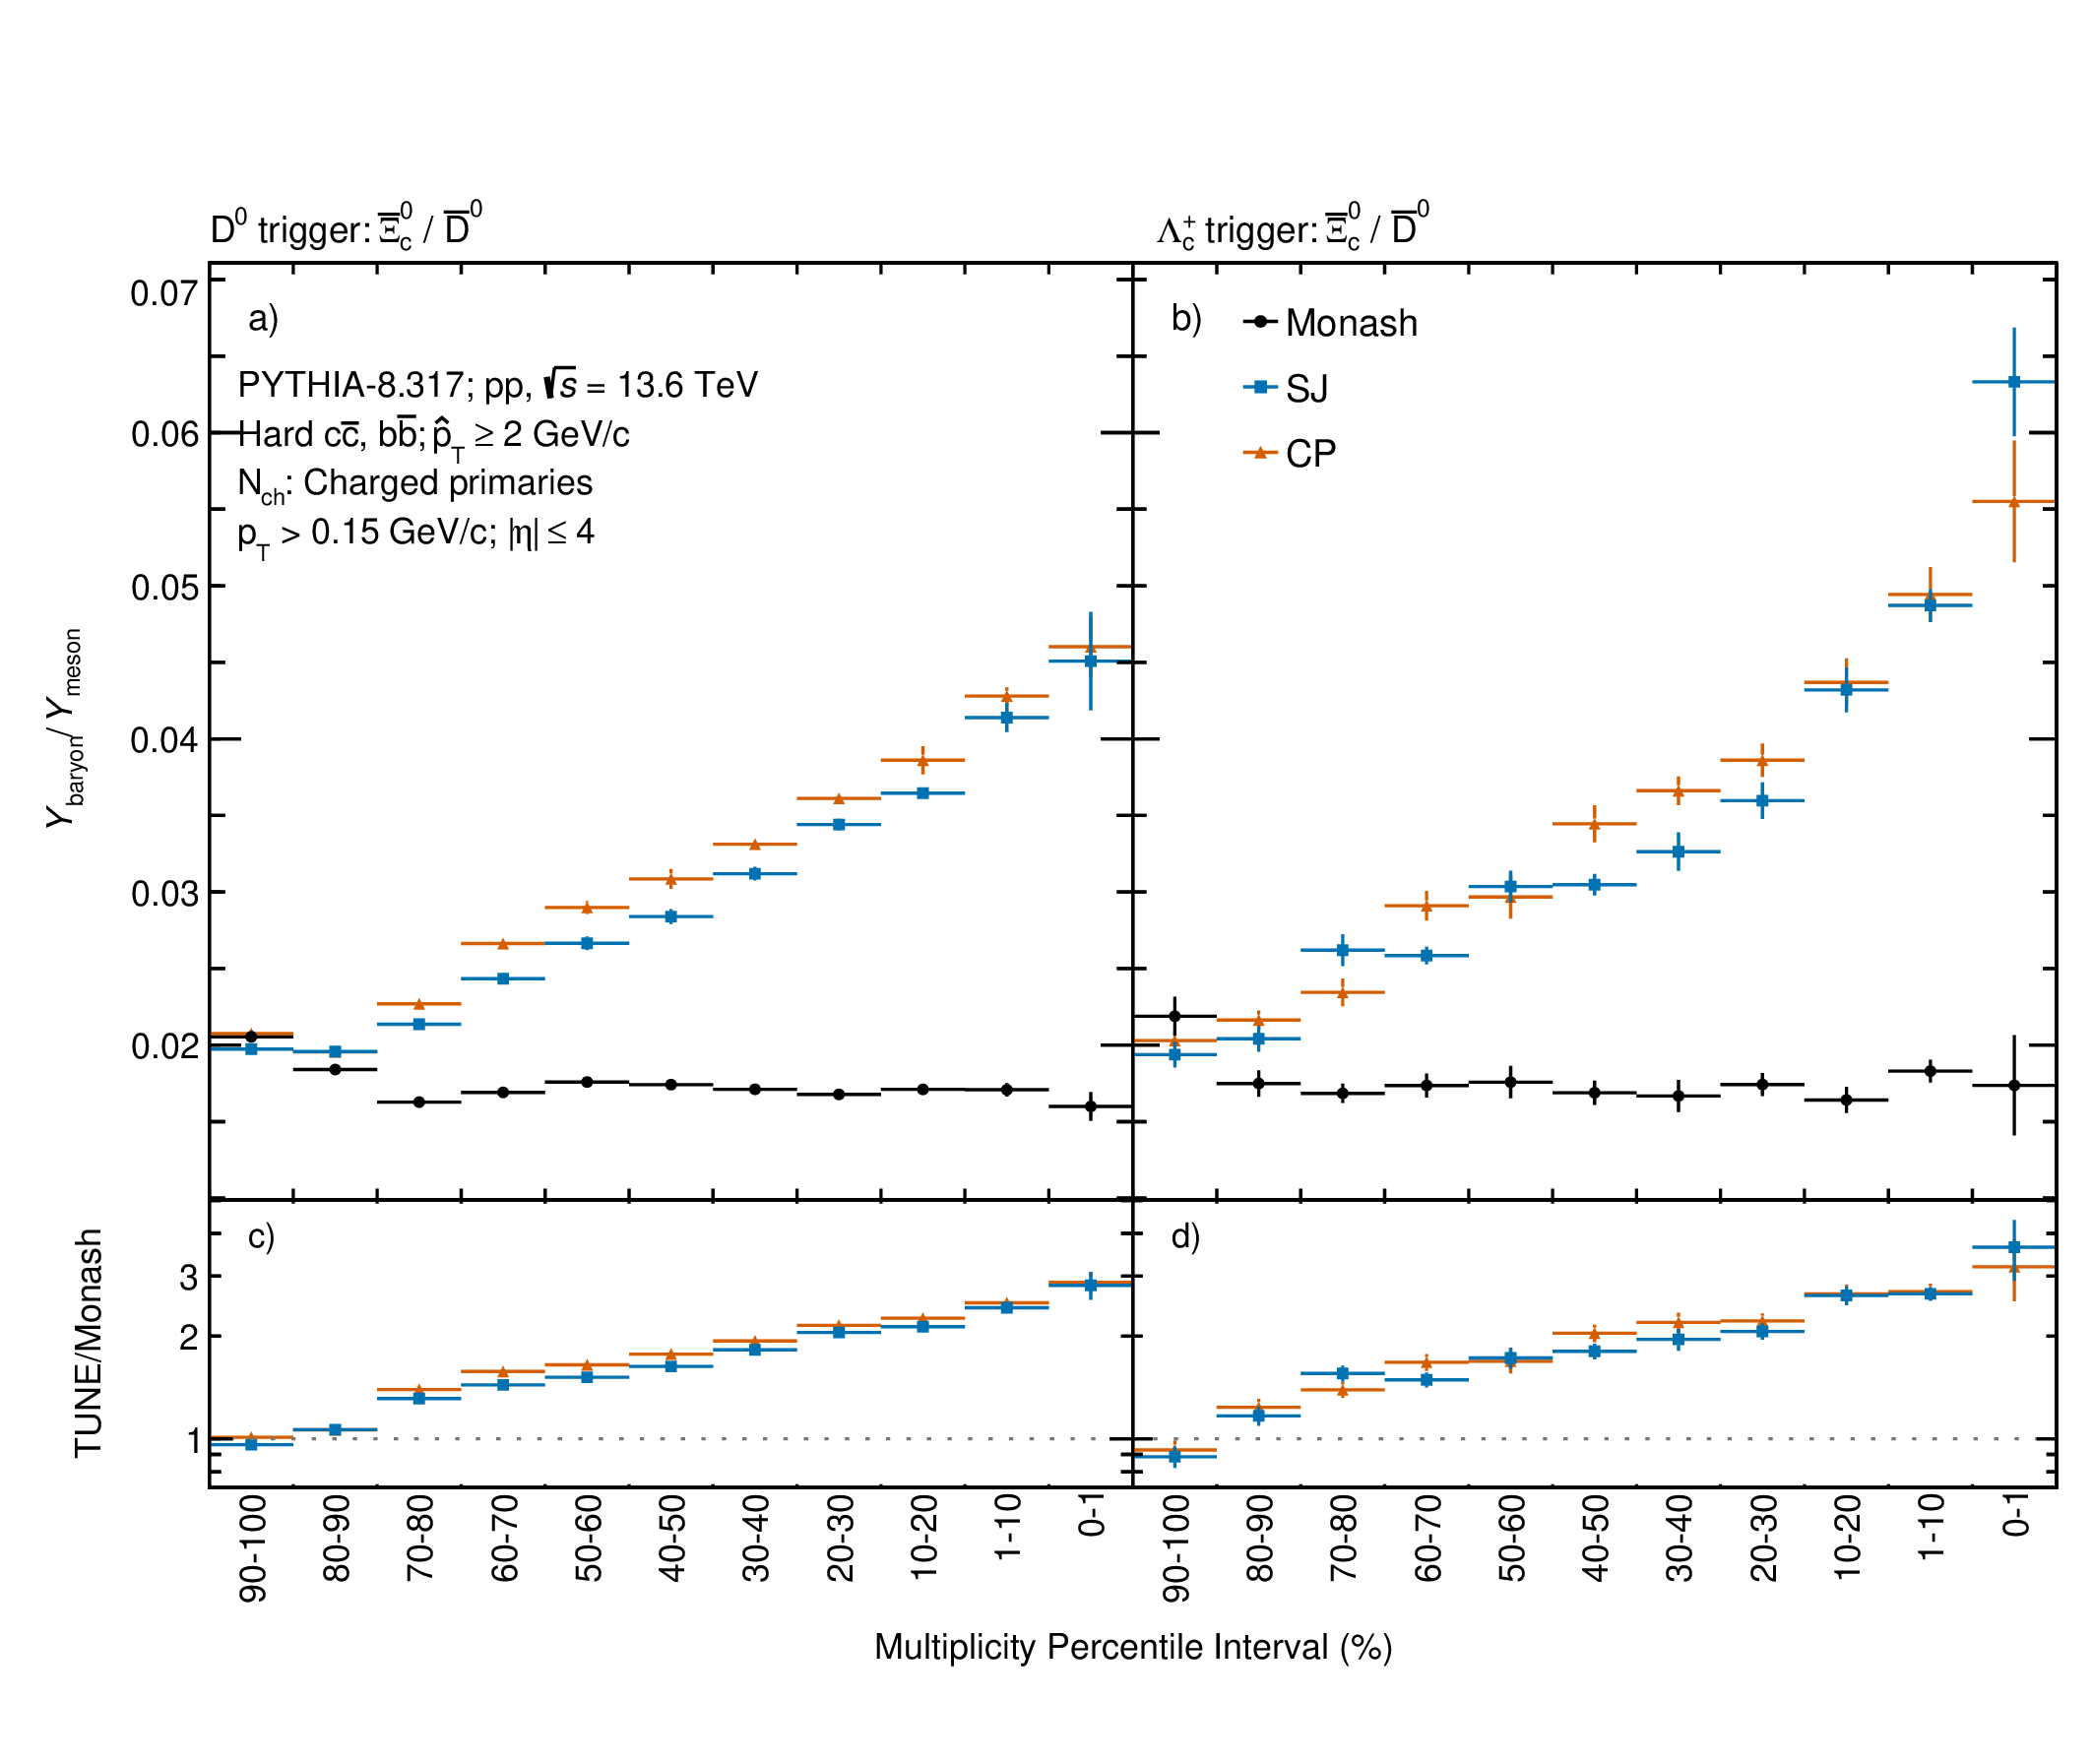 D⁰ trigger: Ξ̅c⁰ / D̅⁰
Λc⁺ trigger: Ξ̅c⁰ / D̅⁰
a)
PYTHIA-8.317; pp, √s = 13.6 TeV
Hard cc̅, bb̅; p̂T ≥ 2 GeV/c
Nch: Charged primaries
pT > 0.15 GeV/c; |η| ≤ 4
b)
Monash
SJ
CP
0.07
0.06
0.05
0.04
0.03
0.02
Ybaryon/ Ymeson
c)
d)
3
2
1
TUNE/Monash
90-100
80-90
70-80
60-70
50-60
40-50
30-40
20-30
10-20
1-10
0-1
90-100
80-90
70-80
60-70
50-60
40-50
30-40
20-30
10-20
1-10
0-1
Multiplicity Percentile Interval (%)